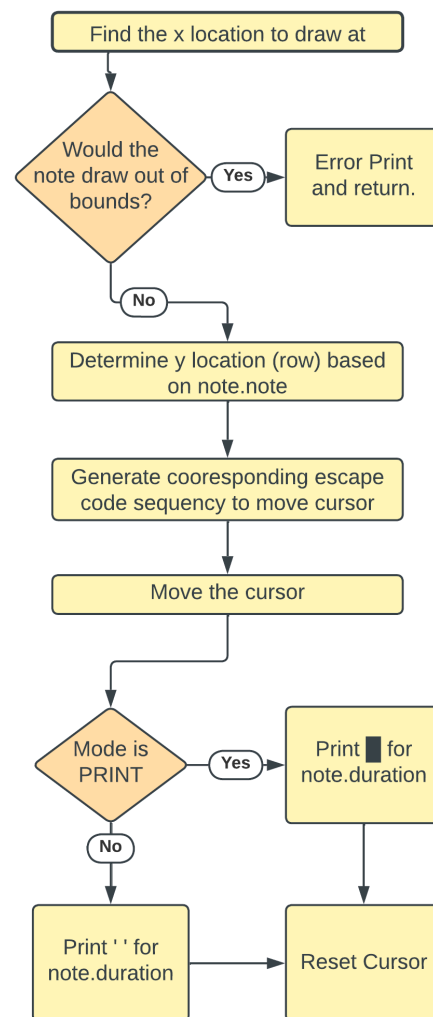 Find the x location to draw at
Would the
note draw out of
bounds?
Yes
Error Print
and return.
No
Determine y location (row) based
on note.note
Generate cooresponding escape
code sequency to move cursor
Move the cursor
Mode is
PRINT
Yes
Print █ for
note.duration
No
Print ' ' for
note.duration
Reset Cursor